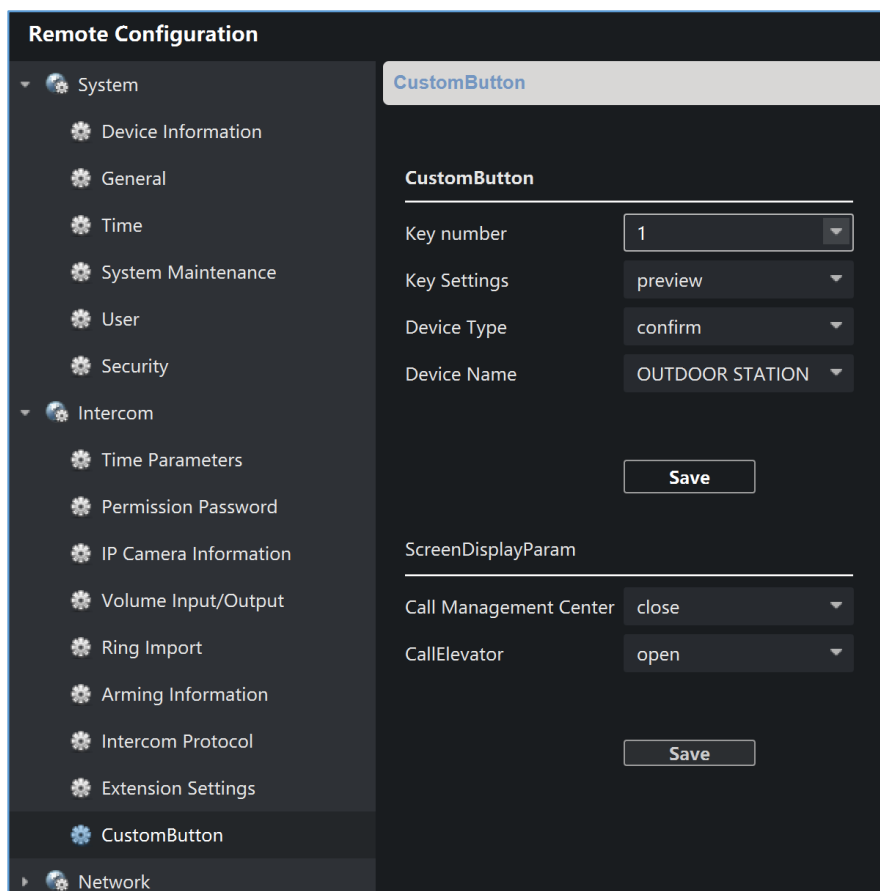 Remote Configuration
System
Device Information
General
Time
System Maintenance
User
Security
Intercom
Time Parameters
Permission Password
IP Camera Information
Volume Input/Output
Ring Import
Arming Information
Intercom Protocol
Extension Settings
CustomButton
Network
CustomButton
CustomButton
Key number 1
Key Settings preview
Device Type confirm
Device Name OUTDOOR STATION
Save
ScreenDisplayParam
Call Management Center close
CallElevator open
Save